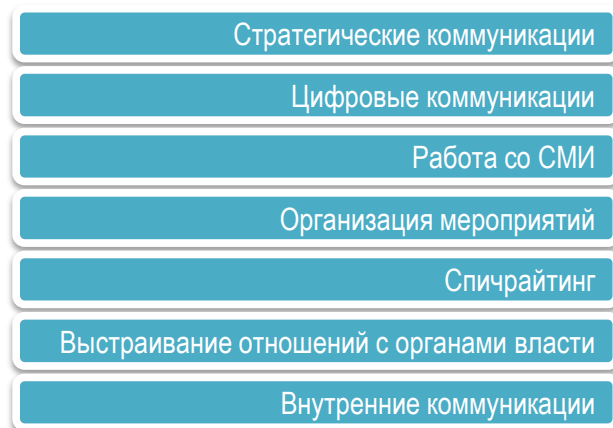 Стратегические коммуникации
Цифровые коммуникации
Работа со СМИ
Организация мероприятий
Спичрайтинг
Выстраивание отношений с органами власти
Внутренние коммуникации